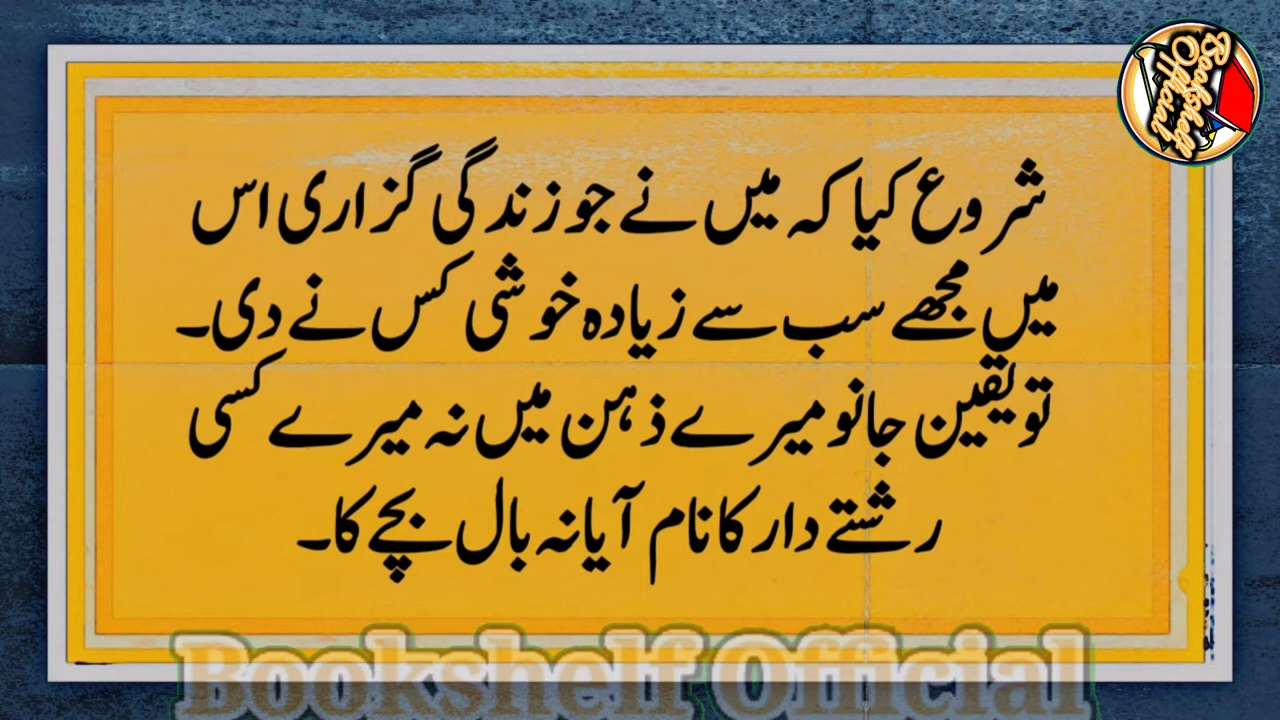 Bookshelf
Official
شروع کیا کہ میں نے جو زندگی گزاری اس
میں مجھے سب سے زیادہ خوشی کس نے دی۔
تو یقین جانو میرے ذہن میں نہ میرے کسی
رشتے دار کا نام آیا نہ بال بچے کا۔
Bookshelf Official